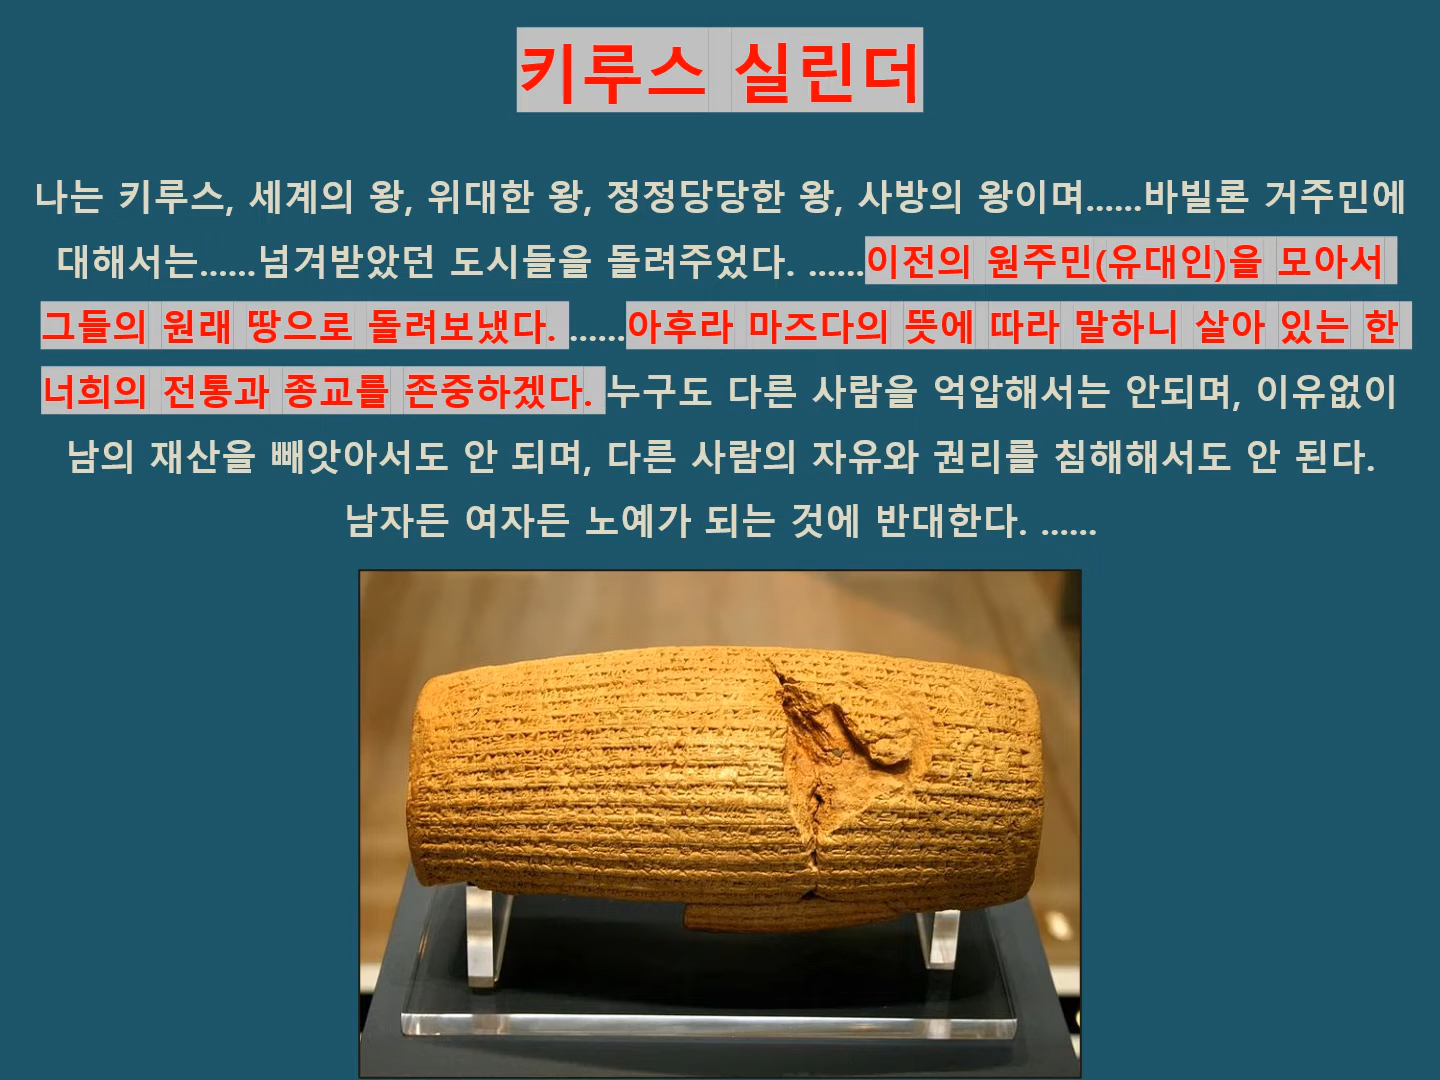 키루스 실린더
나는 키루스, 세계의 왕, 위대한 왕, 정정당당한 왕, 사방의 왕이며......바빌론 거주민에
대해서는......넘겨받았던 도시들을 돌려주었다. ......이전의 원주민(유대인)을 모아서
그들의 원래 땅으로 돌려보냈다. ......아후라 마즈다의 뜻에 따라 말하니 살아 있는 한
너희의 전통과 종교를 존중하겠다. 누구도 다른 사람을 억압해서는 안되며, 이유없이
남의 재산을 빼앗아서도 안 되며, 다른 사람의 자유와 권리를 침해해서도 안 된다.
남자든 여자든 노예가 되는 것에 반대한다. ......